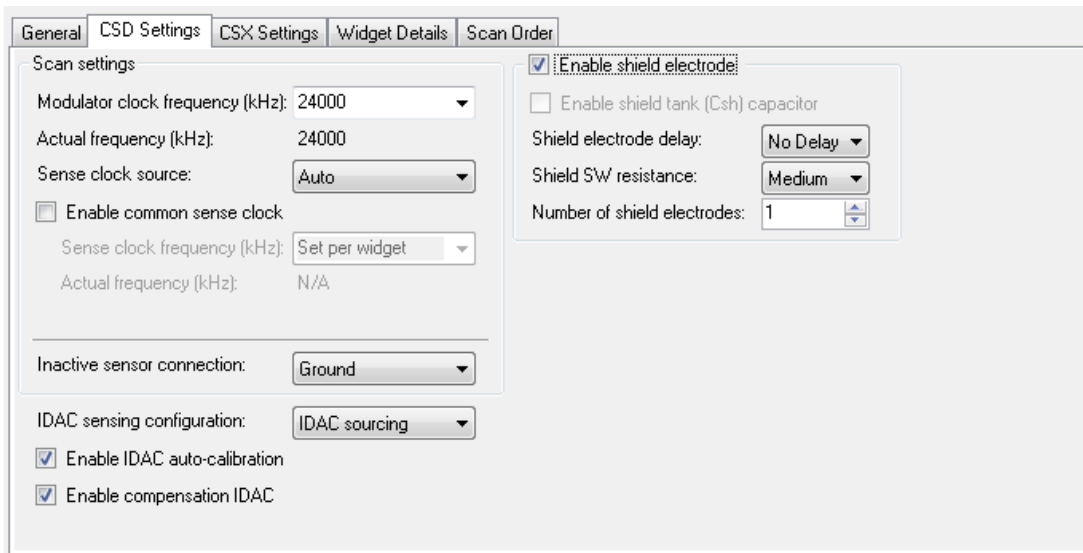 General CSD Settings CSX Settings Widget Details Scan Order
Scan settings
Modulator clock frequency (kHz): 24000
Actual frequency (kHz): 24000
Sense clock source: Auto
Enable common sense clock
Sense clock frequency (kHz): Set per widget
Actual frequency (kHz): N/A
Inactive sensor connection: Ground
IDAC sensing configuration: IDAC sourcing
Enable IDAC auto-calibration
Enable compensation IDAC
Enable shield electrode
Enable shield tank (Csh) capacitor
Shield electrode delay: No Delay
Shield SW resistance: Medium
Number of shield electrodes: 1